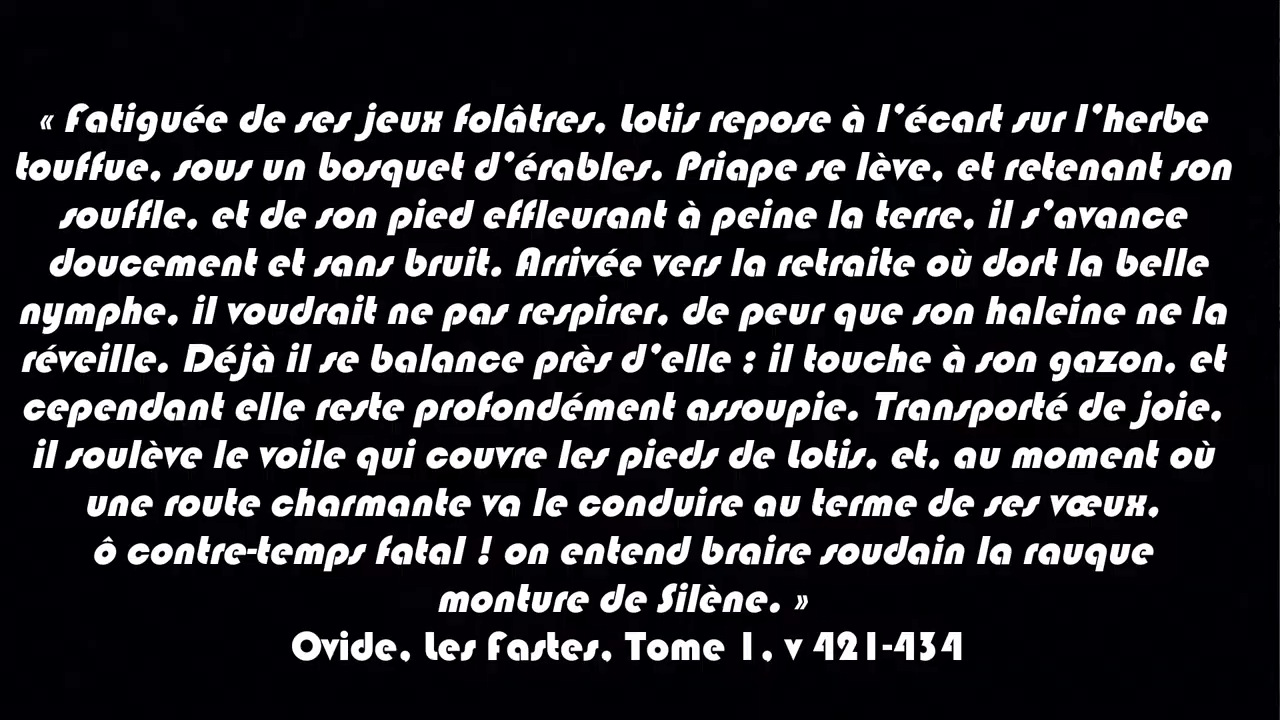 « Fatiguée de ses jeux folâtres, Lotis repose à l'écart sur l'herbe
touffue, sous un bosquet d'érables. Priape se lève, et retenant son
souffle, et de son pied effleurant à peine la terre, il s'avance
doucement et sans bruit. Arrivée vers la retraite où dort la belle
nymphe, il voudrait ne pas respirer, de peur que son haleine ne la
réveille. Déjà il se balance près d'elle ; il touche à son gazon, et
cependant elle reste profondément assoupie. Transporté de joie,
il soulève le voile qui couvre les pieds de Lotis, et, au moment où
une route charmante va le conduire au terme de ses vœux,
ô contre-temps fatal ! on entend braire soudain la rauque
monture de Silène. »
Ovide, Les Fastes, Tome 1, v 421-434